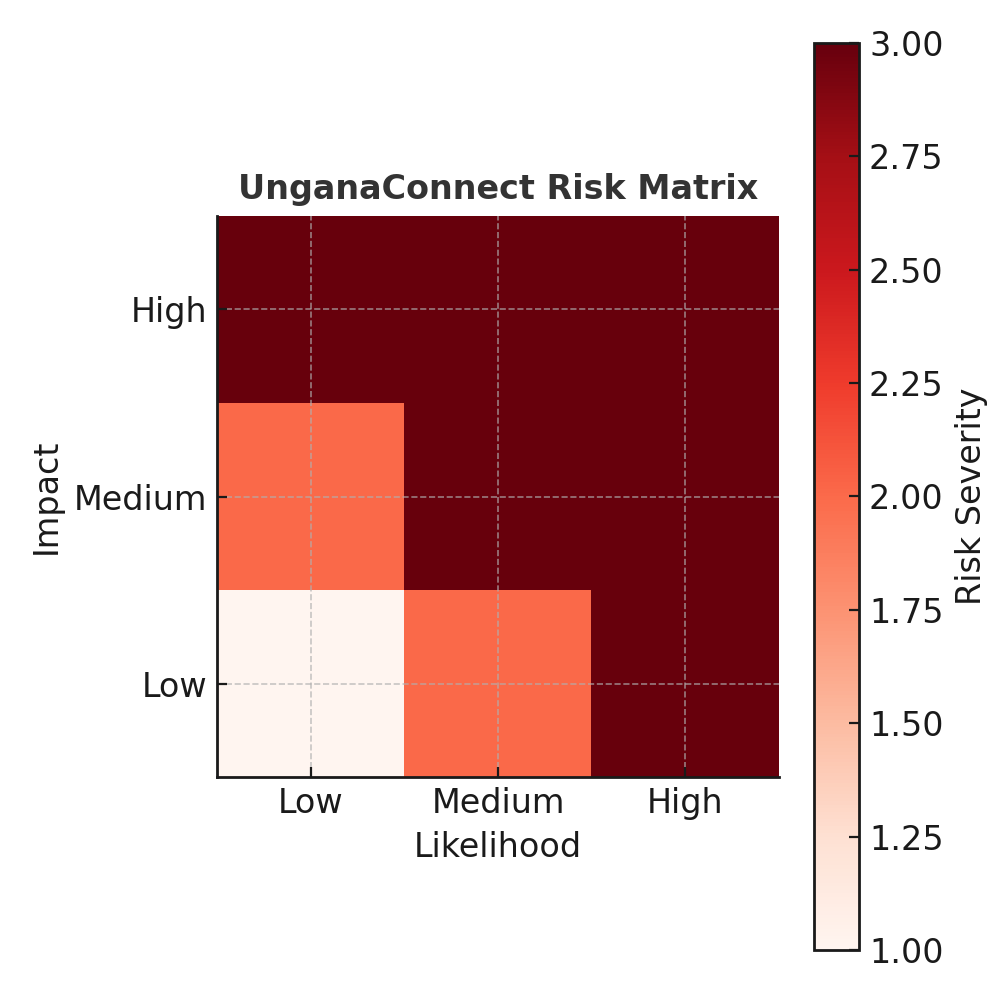 UnganaConnect Risk Matrix
High
Medium
Low
Impact
Low
Medium
High
Likelihood
3.00
2.75
2.50
2.25
2.00
1.75
1.50
1.25
1.00
Risk Severity